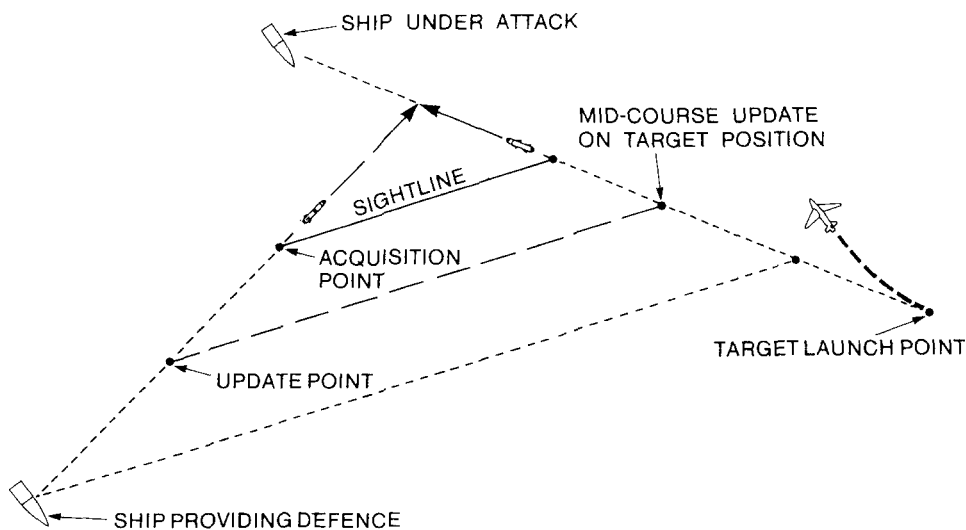 SHIP UNDER ATTACK
MID-COURSE UPDATE
ON TARGET POSITION
SIGHTLINE
ACQUISITION
POINT
TARGET LAUNCH POINT
UPDATE POINT
SHIP PROVIDING DEFENCE